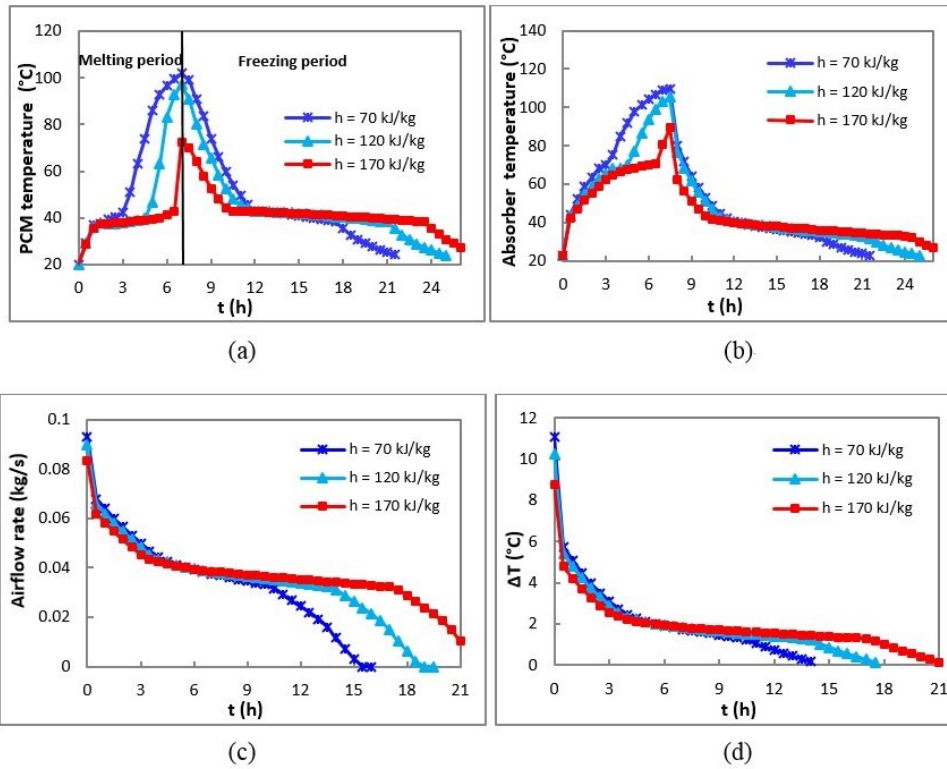 120
100
80
60
40
20
PCM temperature (°C)
Melting period
Freezing period
h = 70 kJ/kg
h = 120 kJ/kg
h = 170 kJ/kg
0 3 6 9 12 15 18 21 24
t (h)
(a)
140
120
100
80
60
40
20
Absorber temperature (°C)
h = 70 kJ/kg
h = 120 kJ/kg
h = 170 kJ/kg
0 3 6 9 12 15 18 21 24
t (h)
(b)
0.1
0.08
0.06
0.04
0.02
0
Airflow rate (kg/s)
h = 70 kJ/kg
h = 120 kJ/kg
h = 170 kJ/kg
0 3 6 9 12 15 18 21
t (h)
(c)
12
10
8
6
4
2
0
ΔT (°C)
h = 70 kJ/kg
h = 120 kJ/kg
h = 170 kJ/kg
0 3 6 9 12 15 18 21
t (h)
(d)